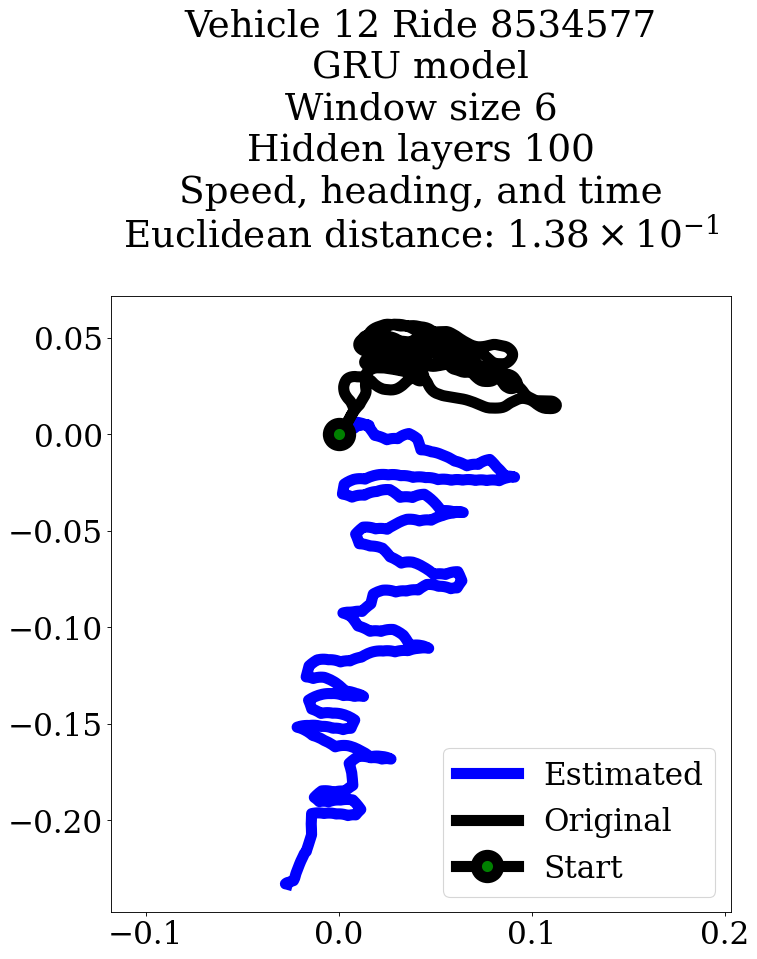 Vehicle 12 Ride 8534577
GRU model
Window size 6
Hidden layers 100
Speed, heading, and time
Euclidean distance: 1.38 × 10⁻¹
0.05
0.00
−0.05
−0.10
−0.15
−0.20
Estimated
Original
Start
−0.1
0.0
0.1
0.2